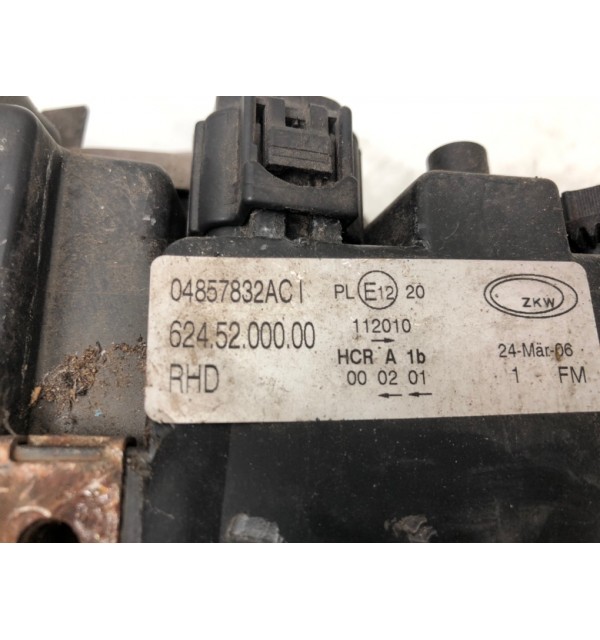 04857832AC I
624.52.000.00
RHD
PL E12 20
112010
→
HCR A 1b
00 02 01
← ←
ZKW
24-Mär-06
1 FM